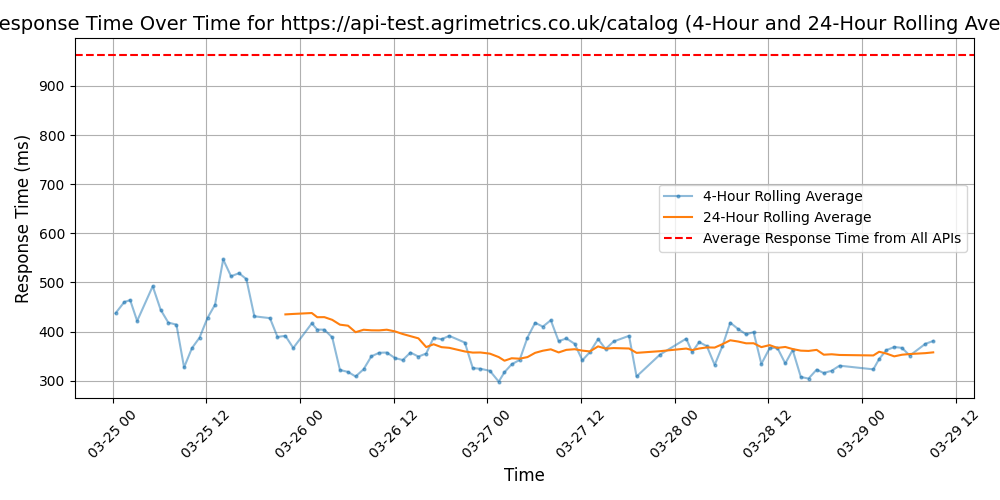 esponse Time Over Time for https://api-test.agrimetrics.co.uk/catalog (4-Hour and 24-Hour Rolling Ave
Response Time (ms)
900
800
700
600
500
400
300
4-Hour Rolling Average
24-Hour Rolling Average
Average Response Time from All APIs
03-25 00
03-25 12
03-26 00
03-26 12
03-27 00
03-27 12
03-28 00
03-28 12
03-29 00
03-29 12
Time